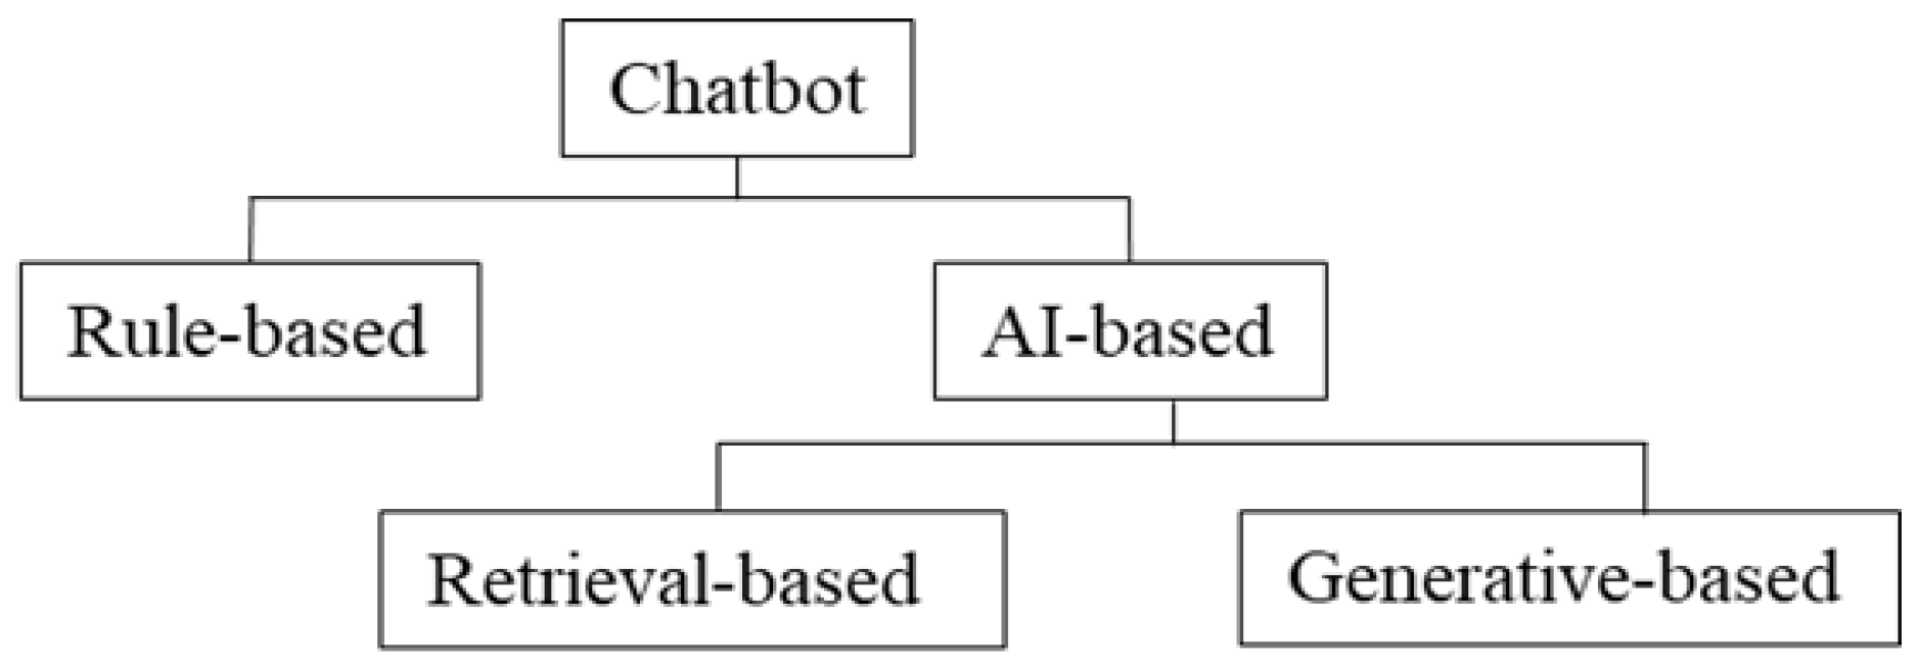 Chatbot
Rule-based
AI-based
Retrieval-based
Generative-based